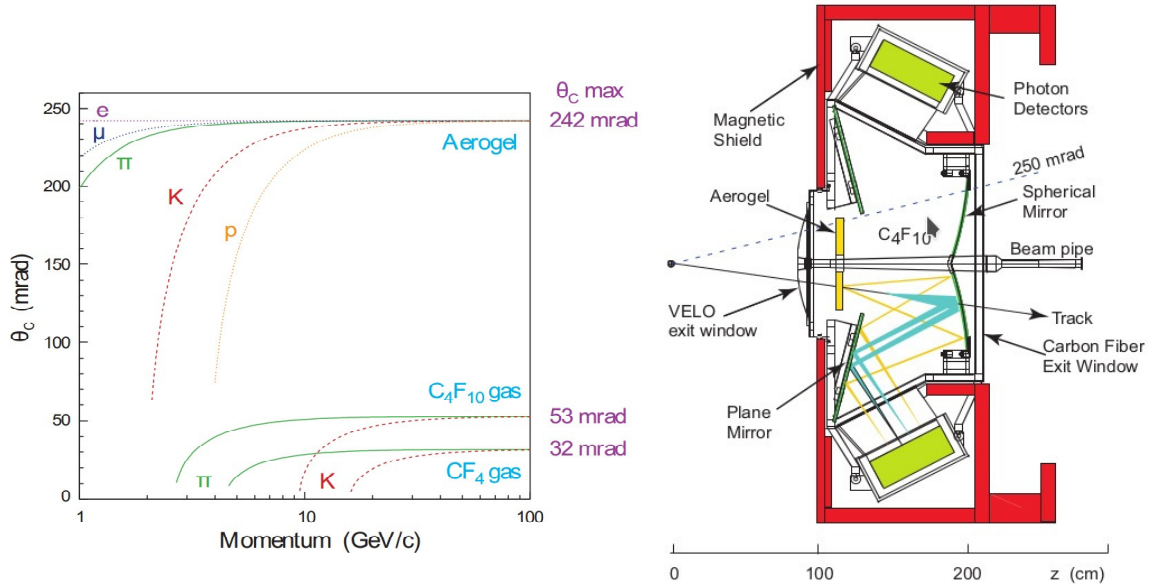 250
200
150
100
50
0
θC (mrad)
e
μ
π
K
p
Aerogel
C4F10 gas
CF4 gas
π
K
1
10
100
Momentum (GeV/c)
θC max
242 mrad
53 mrad
32 mrad
Magnetic
Shield
Photon
Detectors
250 mrad
Aerogel
C4F10
Spherical
Mirror
Beam pipe
VELO
exit window
Track
Carbon Fiber
Exit Window
Plane
Mirror
0
100
200
z (cm)